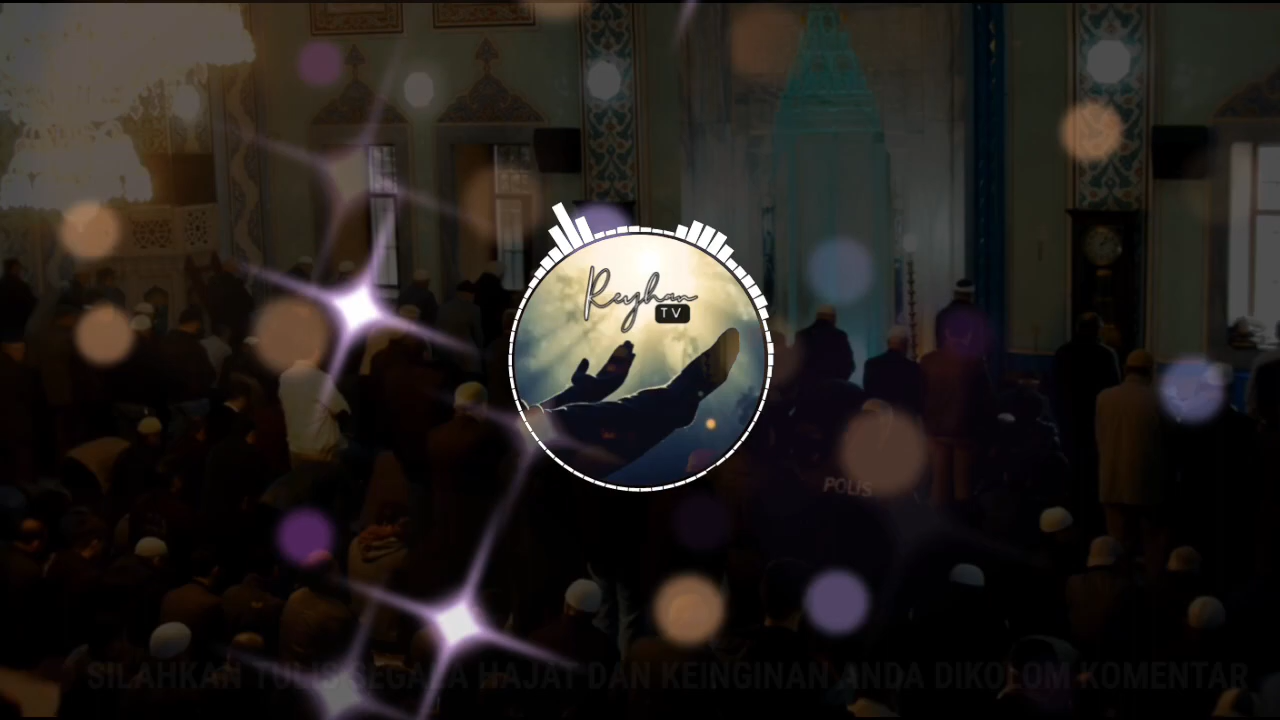 Reyhan
TV
POLIS
SILAHKAN TULIS SEGALA HAJAT DAN KEINGINAN ANDA DIKOLOM KOMENTAR